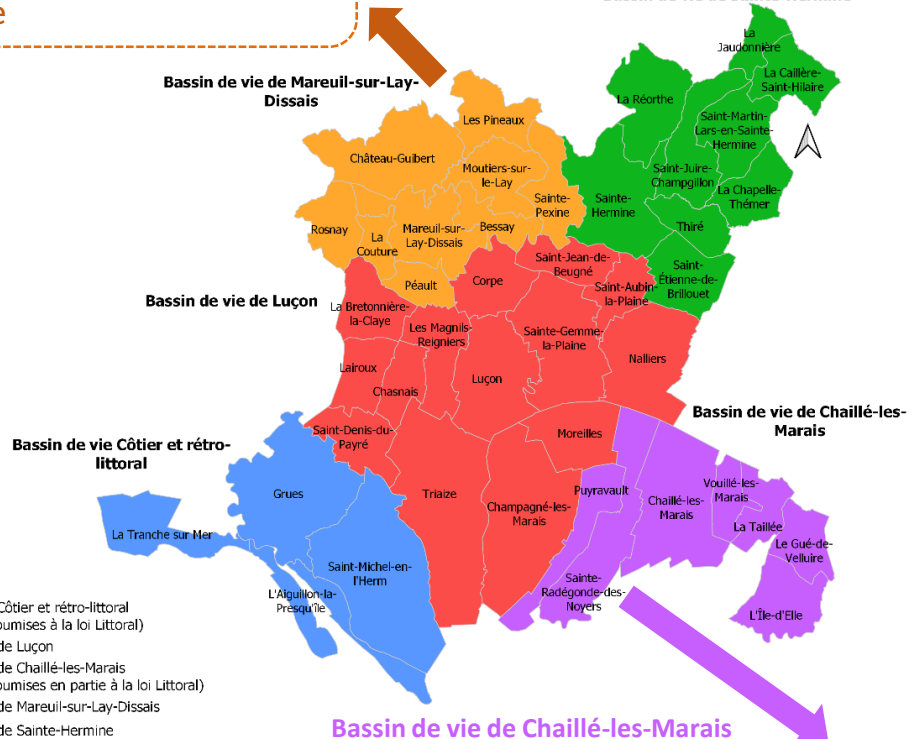 e
Bassin de vie de Mareuil-sur-Lay-
Dissais
La
Jaudonnière
La Caillère-
Saint-Hilaire
La Réorthe
Les Pineaux
Saint-Martin-
Lars-en-Sainte-
Hermine
Château-Guibert
Moutiers-sur-
le-Lay
Saint-Juire-
Champgillon
La Chapelle-
Thémer
Sainte-
Pexine
Sainte-
Hermine
Rosnay
La
Couture
Mareuil-sur-
Lay-Dissais
Bessay
Thiré
Saint-Jean-de-
Beugné
Saint-
Étienne-de-
Brillouet
Péault
Corpe
Saint-Aubin-
la-Plaine
Bassin de vie de Luçon
La Bretonnière-
la-Claye
Les Magnils-
Reigniers
Sainte-Gemme-
la-Plaine
Nalliers
Lairoux
Chasnais
Luçon
Bassin de vie de Chaillé-les-
Marais
Saint-Denis-du-
Payré
Moreilles
Bassin de vie Côtier et rétro-
littoral
Grues
Triaize
Champagné-les-
Marais
Puyravault
Chaillé-les-
Marais
Vouillé-les-
Marais
La Taillée
Le Gué-de-
Velluire
La Tranche sur Mer
Saint-Michel-en-
l'Herm
L'Aiguillon-la-
Presqu'île
Sainte-
Radégonde-des-
Noyers
L'Île-d'Elle
Côtier et rétro-littoral
oumises à la loi Littoral)
de Luçon
de Chaillé-les-Marais
oumises en partie à la loi Littoral)
de Mareuil-sur-Lay-Dissais
de Sainte-Hermine
Bassin de vie de Chaillé-les-Marais